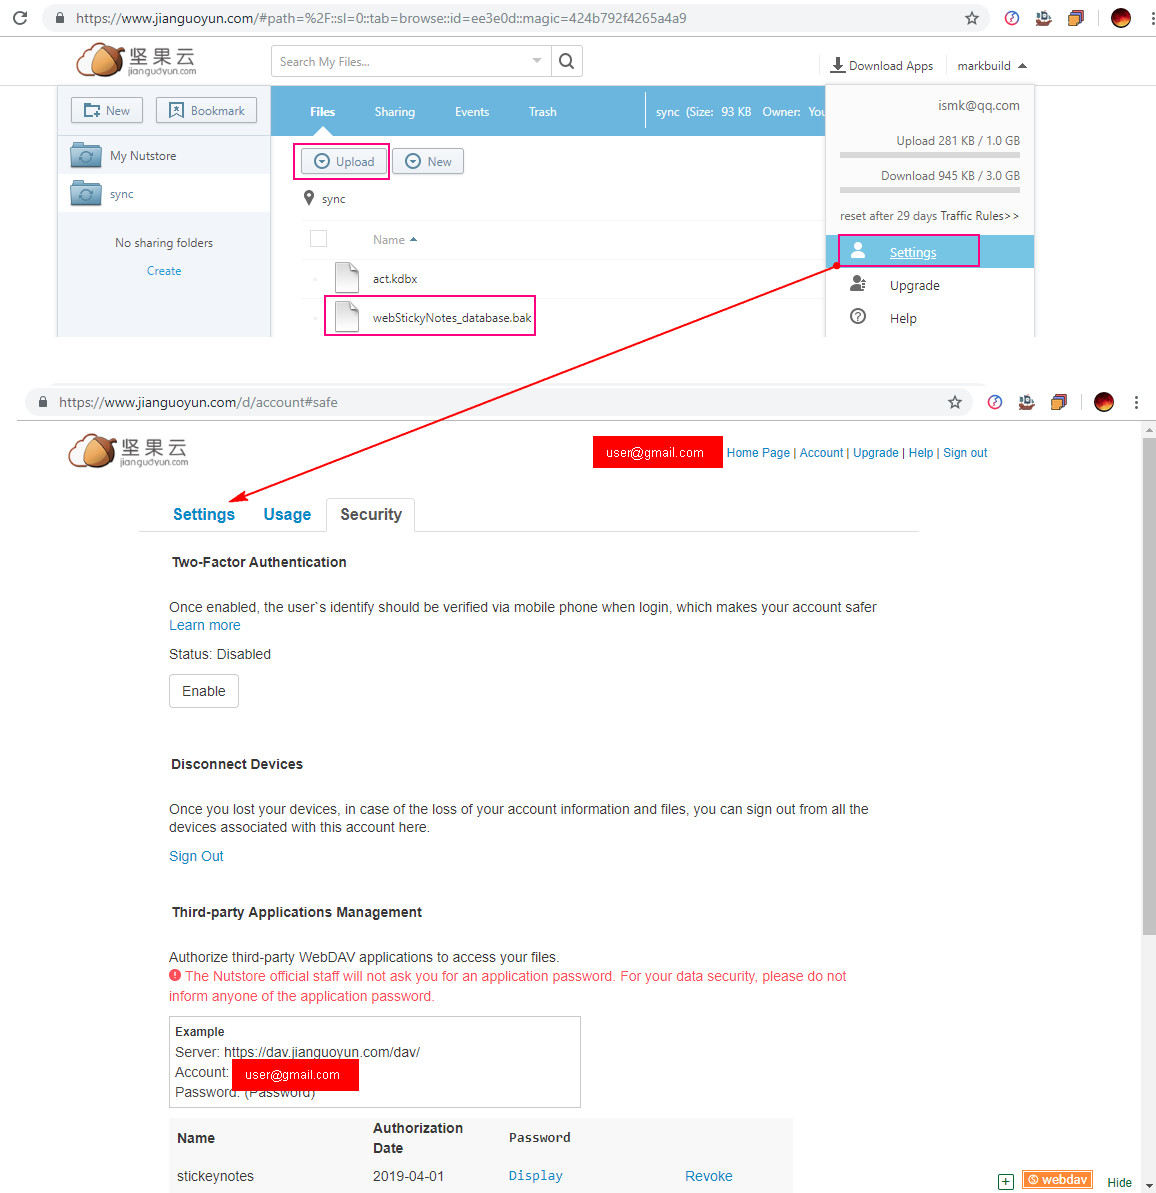 https://www.jianguoyun.com/#path=%2F::sl=0::tab=browse::id=ee3e0d::magic=424b792f4265a4a9
坚果云
jianguoyun.com
Search My Files...
Download Apps
markbuild
New
Bookmark
Files
Sharing
Events
Trash
sync (Size: 93 KB Owner: You
ismk@qq.com
My Nutstore
Upload
New
Upload 281 KB / 1.0 GB
Download 945 KB / 3.0 GB
sync
sync
reset after 29 days Traffic Rules>>
No sharing folders
Create
Name
Settings
act.kdbx
Upgrade
webStickyNotes_database.bak
Help
https://www.jianguoyun.com/d/account#safe
坚果云
jianguoyun.com
user@gmail.com
Home Page | Account | Upgrade | Help | Sign out
Settings
Usage
Security
Two-Factor Authentication
Once enabled, the user`s identify should be verified via mobile phone when login, which makes your account safer
Learn more
Status: Disabled
Enable
Disconnect Devices
Once you lost your devices, in case of the loss of your account information and files, you can sign out from all the
devices associated with this account here.
Sign Out
Third-party Applications Management
Authorize third-party WebDAV applications to access your files.
The Nutstore official staff will not ask you for an application password. For your data security, please do not
inform anyone of the application password.
Example
Server: https://dav.jianguoyun.com/dav/
Account: user@gmail.com
Password: (Password)
Name
Authorization
Date
Password
stickeynotes
2019-04-01
Display
Revoke
webdav
Hide